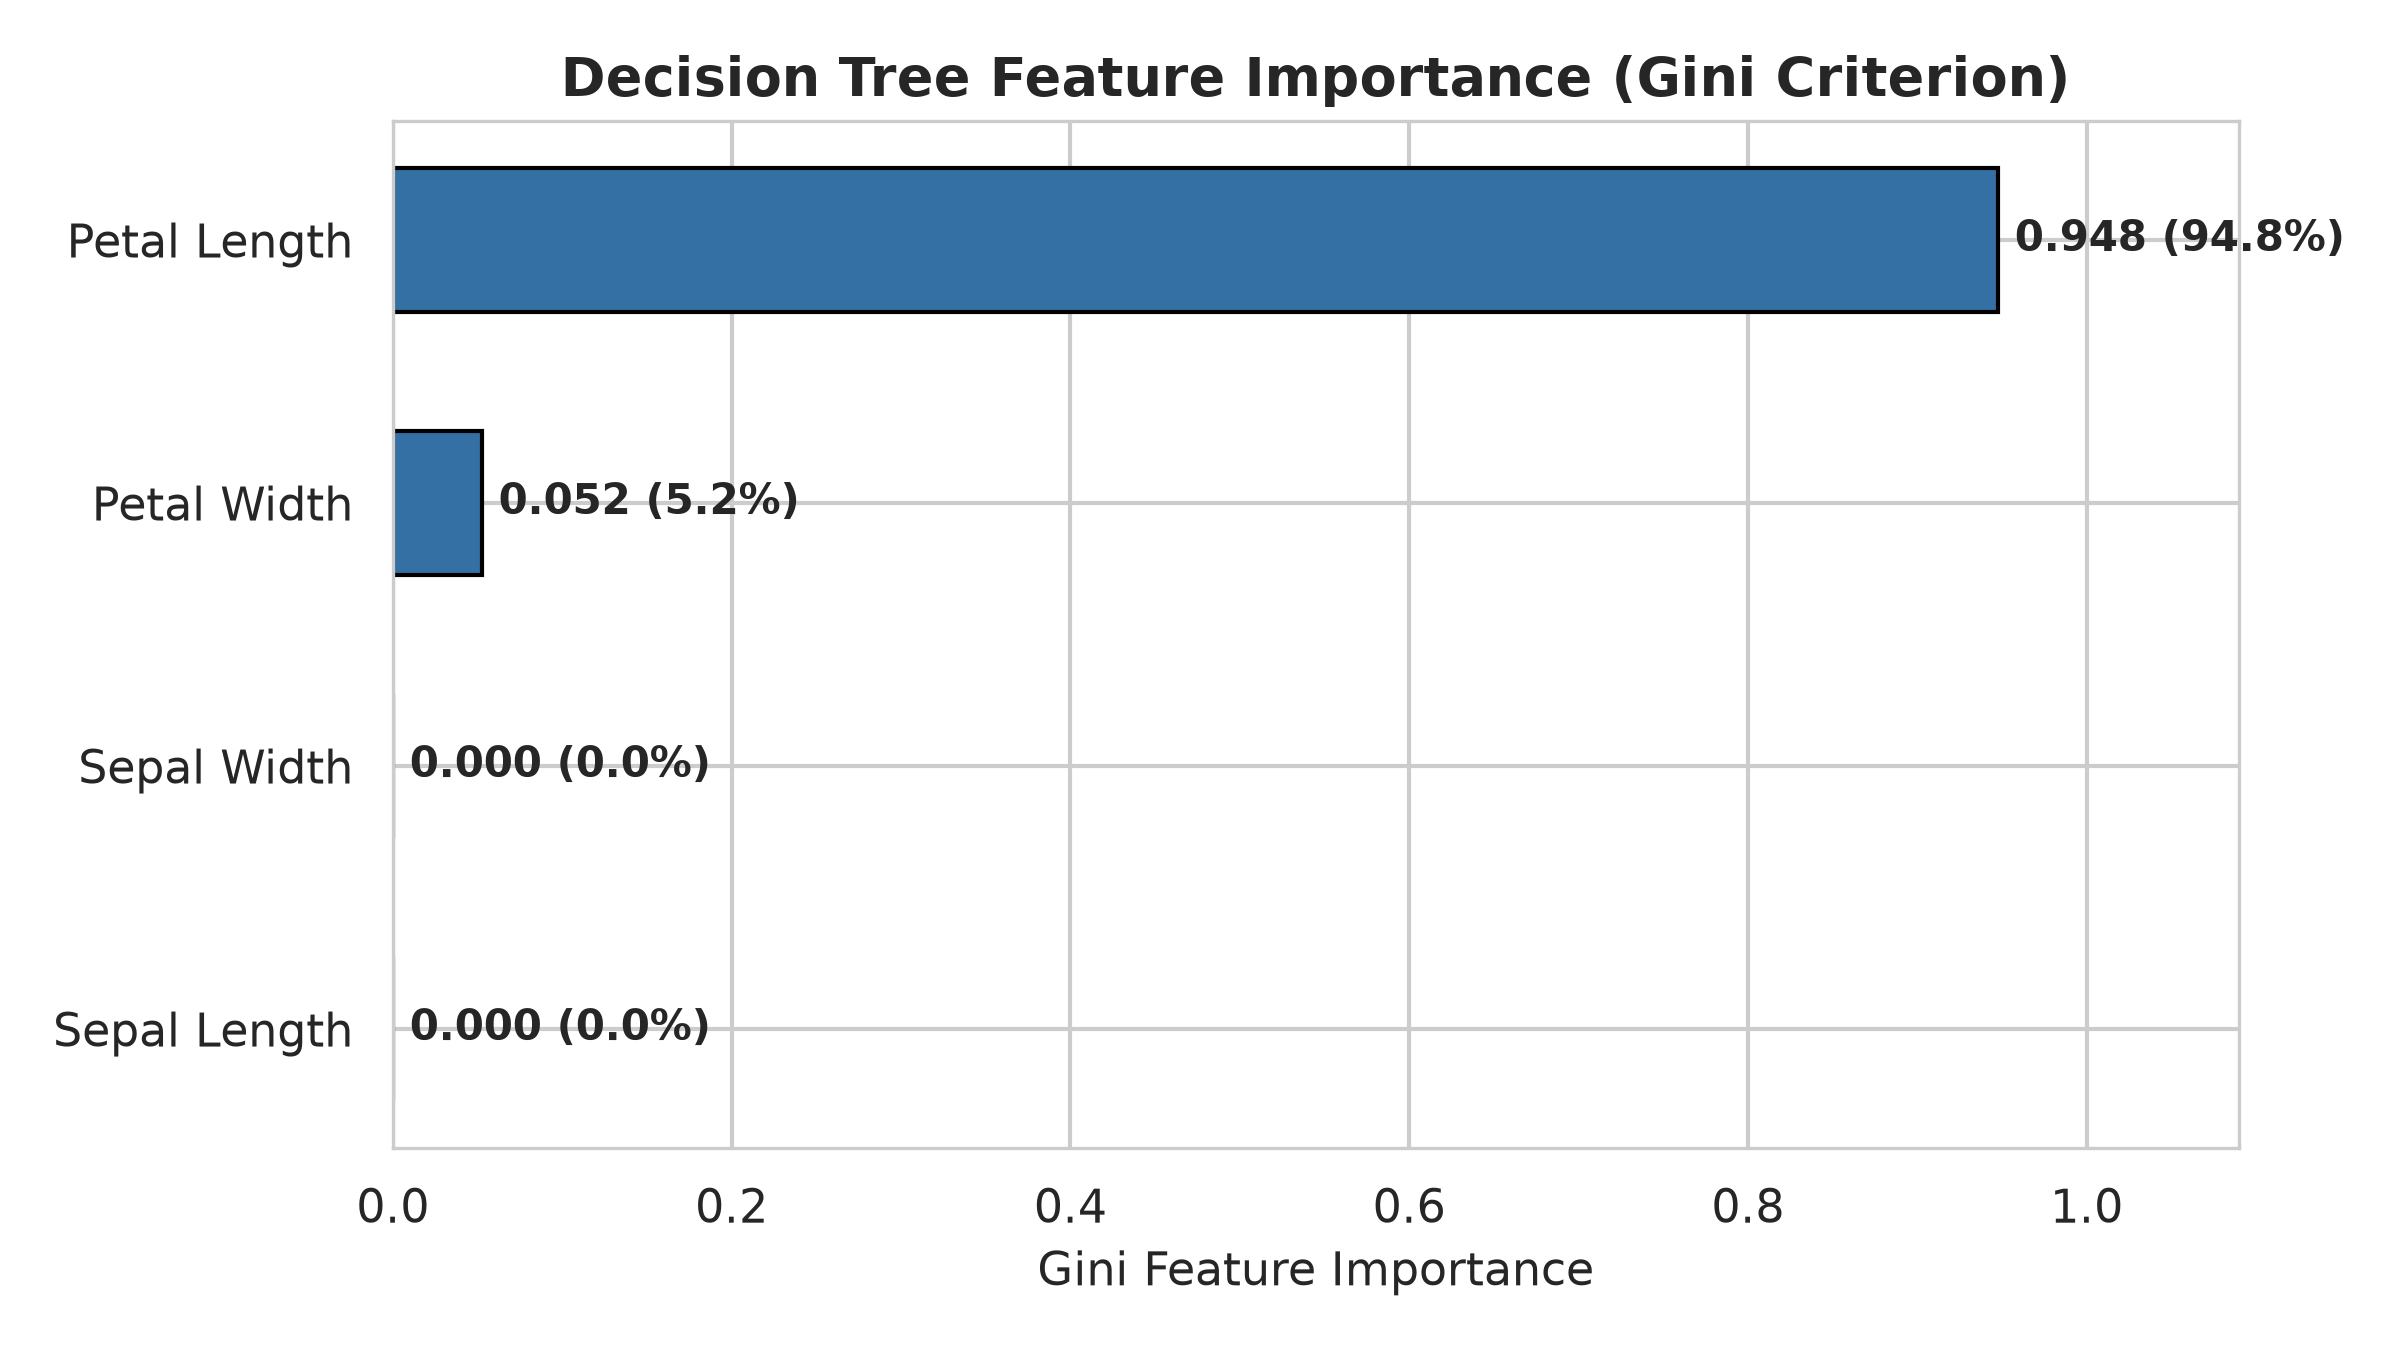 Decision Tree Feature Importance (Gini Criterion)
Petal Length
0.948 (94.8%)
Petal Width
0.052 (5.2%)
Sepal Width
0.000 (0.0%)
Sepal Length
0.000 (0.0%)
0.0 0.2 0.4 0.6 0.8 1.0
Gini Feature Importance